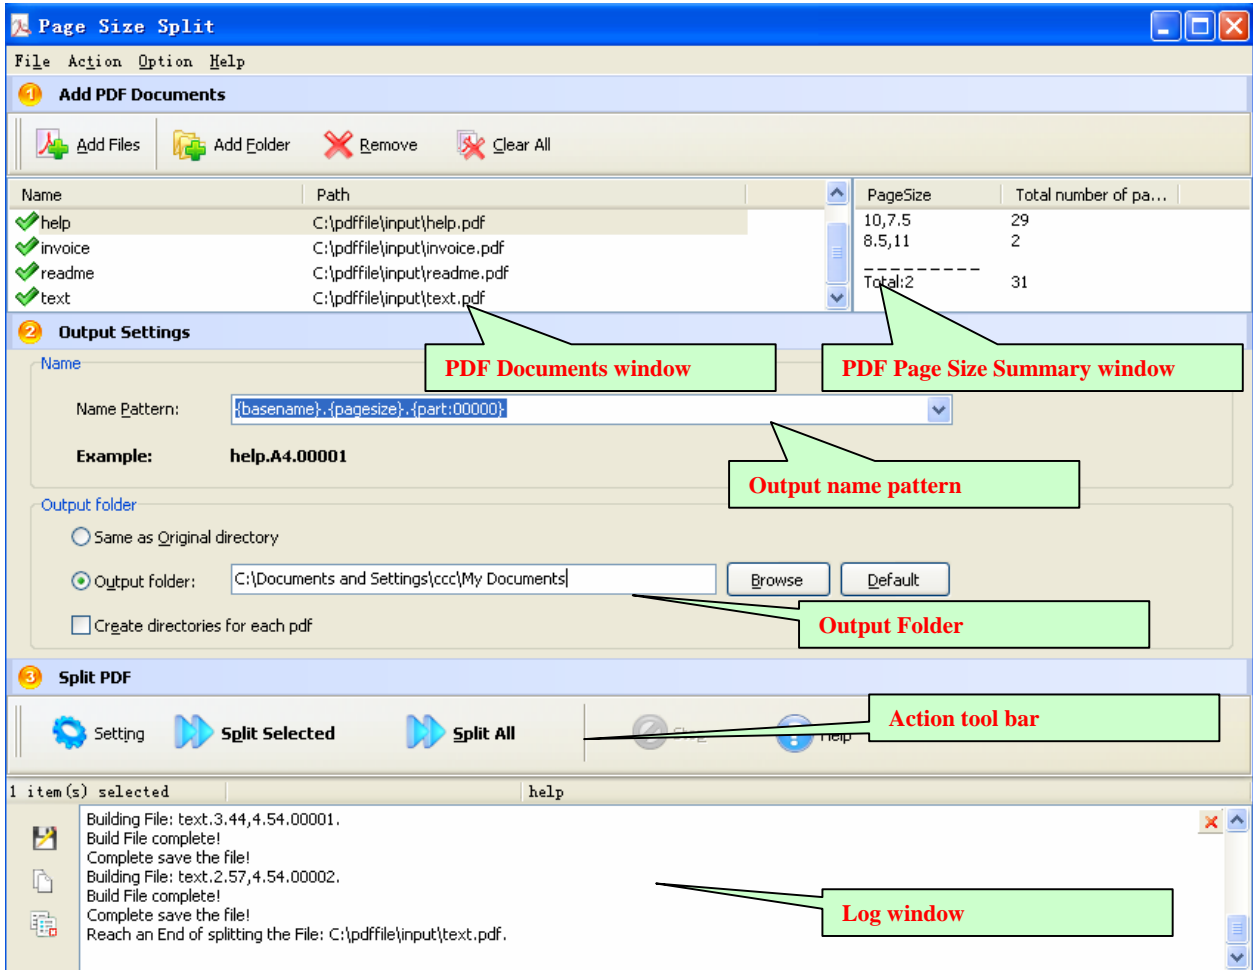 Page Size Split
File Action Option Help
1 Add PDF Documents
Add Files Add Folder Remove Clear All
Name Path PageSize Total number of pa...
help C:\pdffile\input\help.pdf 10,7.5 29
invoice C:\pdffile\input\invoice.pdf 8.5,11 2
readme C:\pdffile\input\readme.pdf
text C:\pdffile\input\text.pdf Total:2 31
2 Output Settings
PDF Documents window PDF Page Size Summary window
Name
Name Pattern: {basename}.{pagesize}.{part:00000}
Example: help.A4.00001
Output name pattern
Output folder
Same as Original directory
Output folder: C:\Documents and Settings\ccc\My Documents Browse Default
Create directories for each pdf
Output Folder
3 Split PDF
Action tool bar
Setting Split Selected Split All Stop Help
1 item(s) selected help
Building File: text.3.44,4.54.00001.
Build File complete!
Complete save the file!
Building File: text.2.57,4.54.00002.
Build File complete!
Complete save the file!
Reach an End of splitting the File: C:\pdffile\input\text.pdf.
Log window